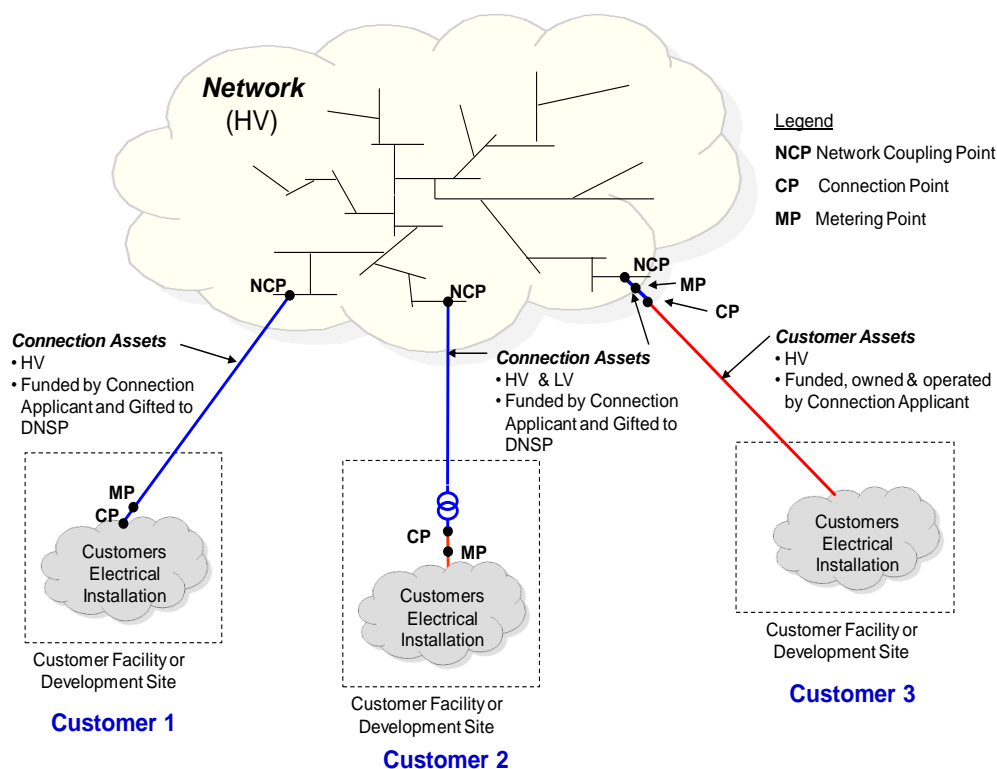 Network
(HV)
Legend
NCP Network Coupling Point
CP Connection Point
MP Metering Point
NCP
NCP
NCP
MP
CP
Connection Assets
• HV
• Funded by Connection
Applicant and Gifted to
DNSP
Connection Assets
• HV & LV
• Funded by Connection
Applicant and Gifted to
DNSP
Customer Assets
• HV
• Funded, owned & operated
by Connection Applicant
MP
CP
Customers
Electrical
Installation
Customer Facility or
Development Site
Customer 1
CP
MP
Customers
Electrical
Installation
Customer Facility or
Development Site
Customer 2
Customers
Electrical
Installation
Customer Facility or
Development Site
Customer 3